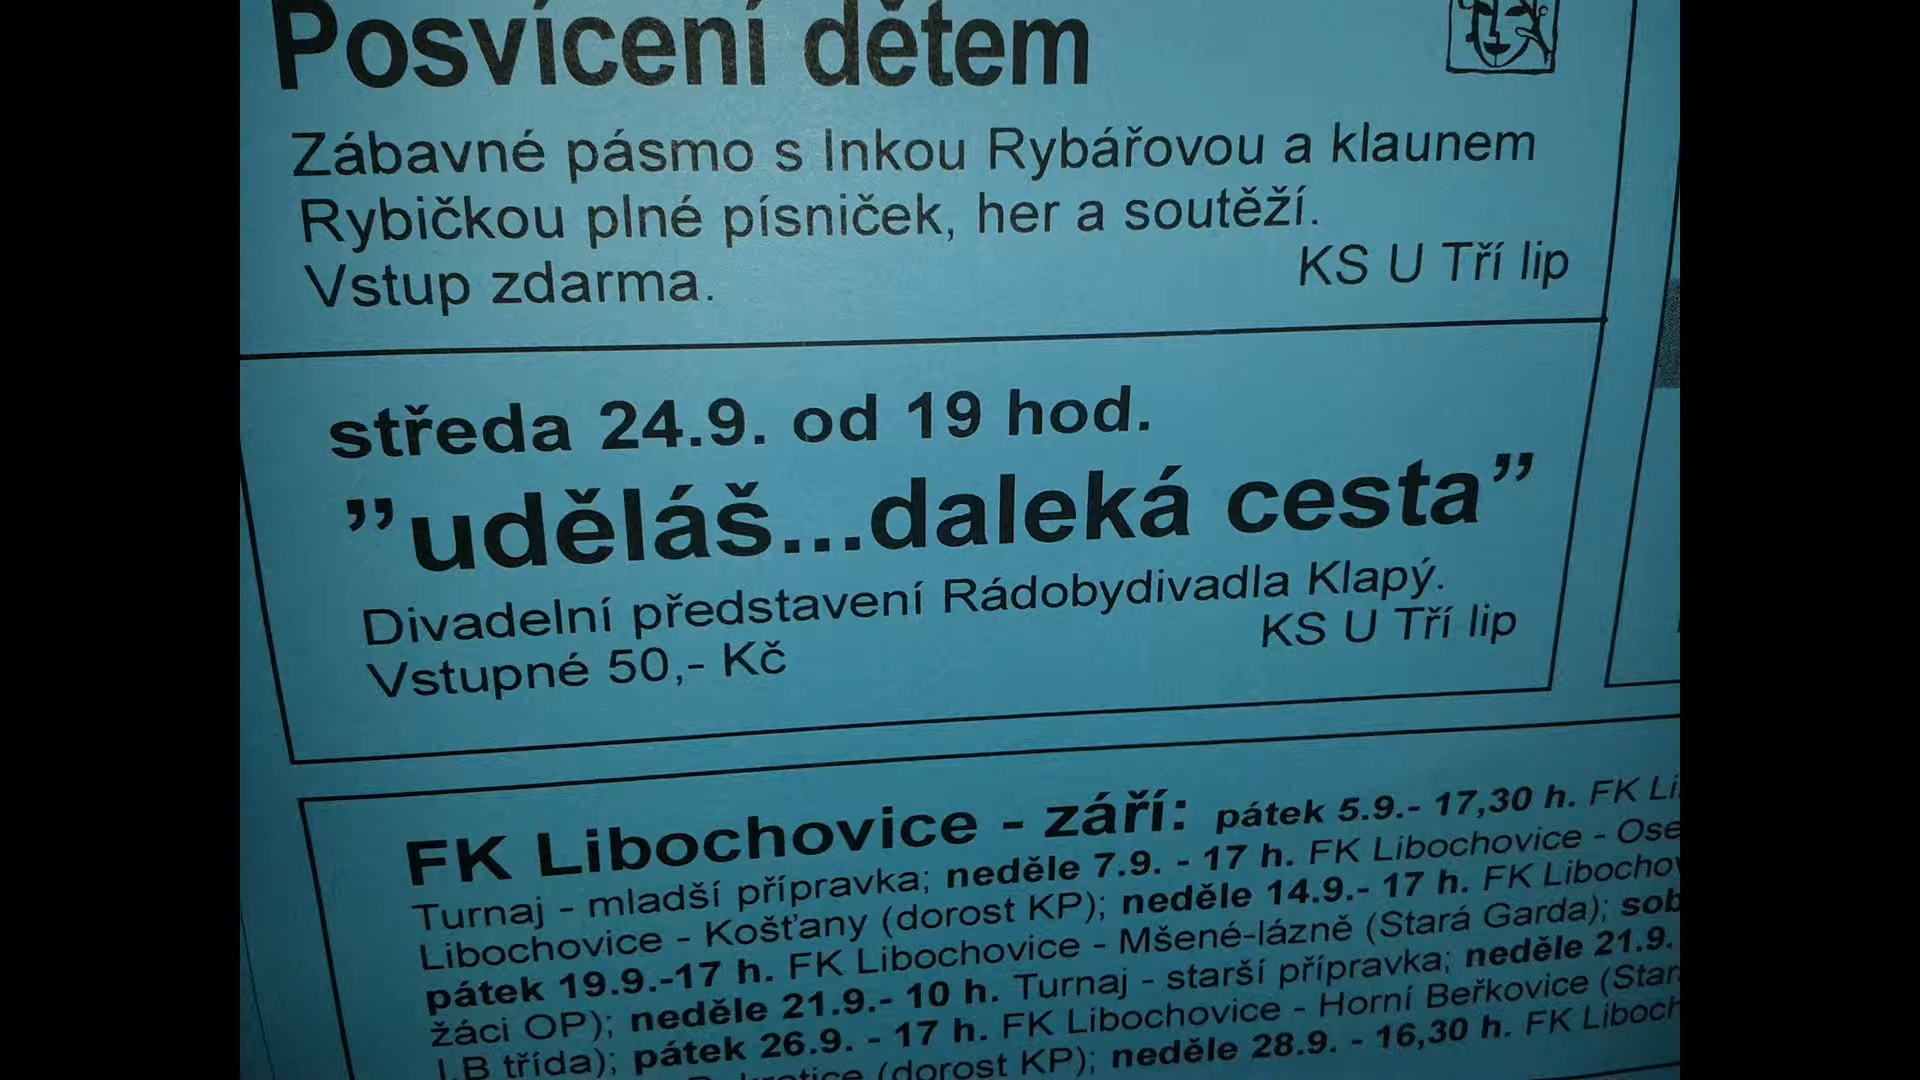 Posvícení dětem
Zábavné pásmo s Inkou Rybářovou a klaunem
Rybičkou plné písniček, her a soutěží.
Vstup zdarma.
KS U Tří lip
středa 24.9. od 19 hod.
”uděláš...daleká cesta”
Divadelní představení Rádobydivadla Klapý.
KS U Tří lip
Vstupné 50,- Kč
FK Libochovice - září: pátek 5.9.- 17,30 h. FK
Turnaj - mladší přípravka; neděle 7.9. - 17 h. FK Libochovice -
Libochovice - Košťany (dorost KP); neděle 14.9.- 17 h. FK
pátek 19.9.-17 h. FK Libochovice - Mšené-lázně (Stará Garda);
žáci OP); neděle 21.9.- 10 h. Turnaj - starší přípravka; neděle 21.9.
I.B třída); pátek 26.9. - 17 h. FK Libochovice - Horní Beřkovice
(dorost KP); neděle 28.9. - 16,30 h. FK